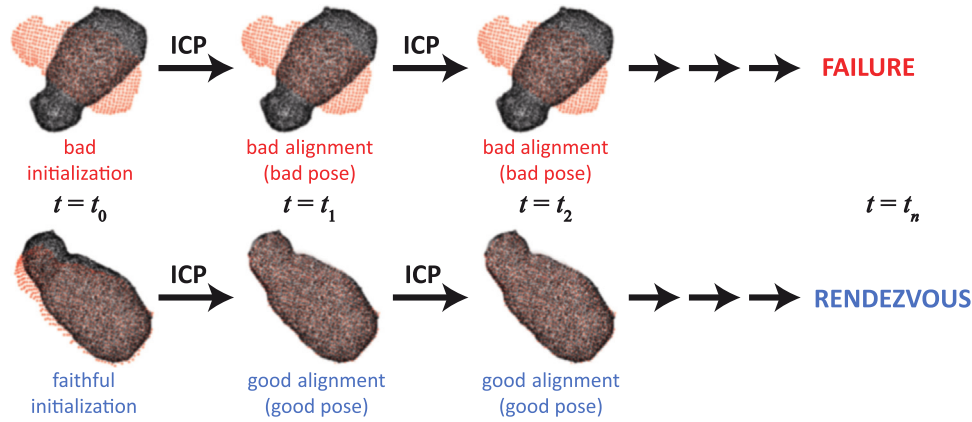 ICP
ICP
FAILURE
bad
initialization
bad alignment
(bad pose)
bad alignment
(bad pose)
t = t0
t = t1
t = t2
t = tn
ICP
ICP
RENDEZVOUS
faithful
initialization
good alignment
(good pose)
good alignment
(good pose)